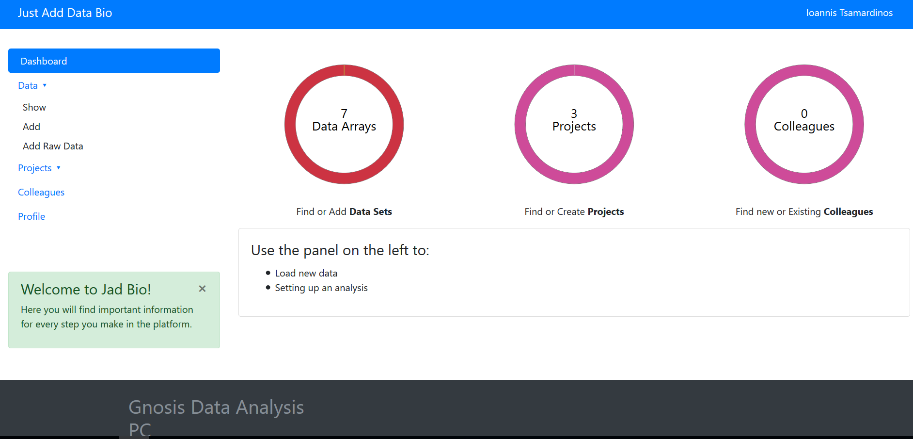 Just Add Data Bio
Ioannis Tsamardinos
Dashboard
Data
Show
Add
Add Raw Data
Projects
Colleagues
Profile
Welcome to Jad Bio!
×
Here you will find important information
for every step you make in the platform.
7
Data Arrays
Find or Add Data Sets
3
Projects
Find or Create Projects
0
Colleagues
Find new or Existing Colleagues
Use the panel on the left to:
Load new data
Setting up an analysis
Gnosis Data Analysis
PC